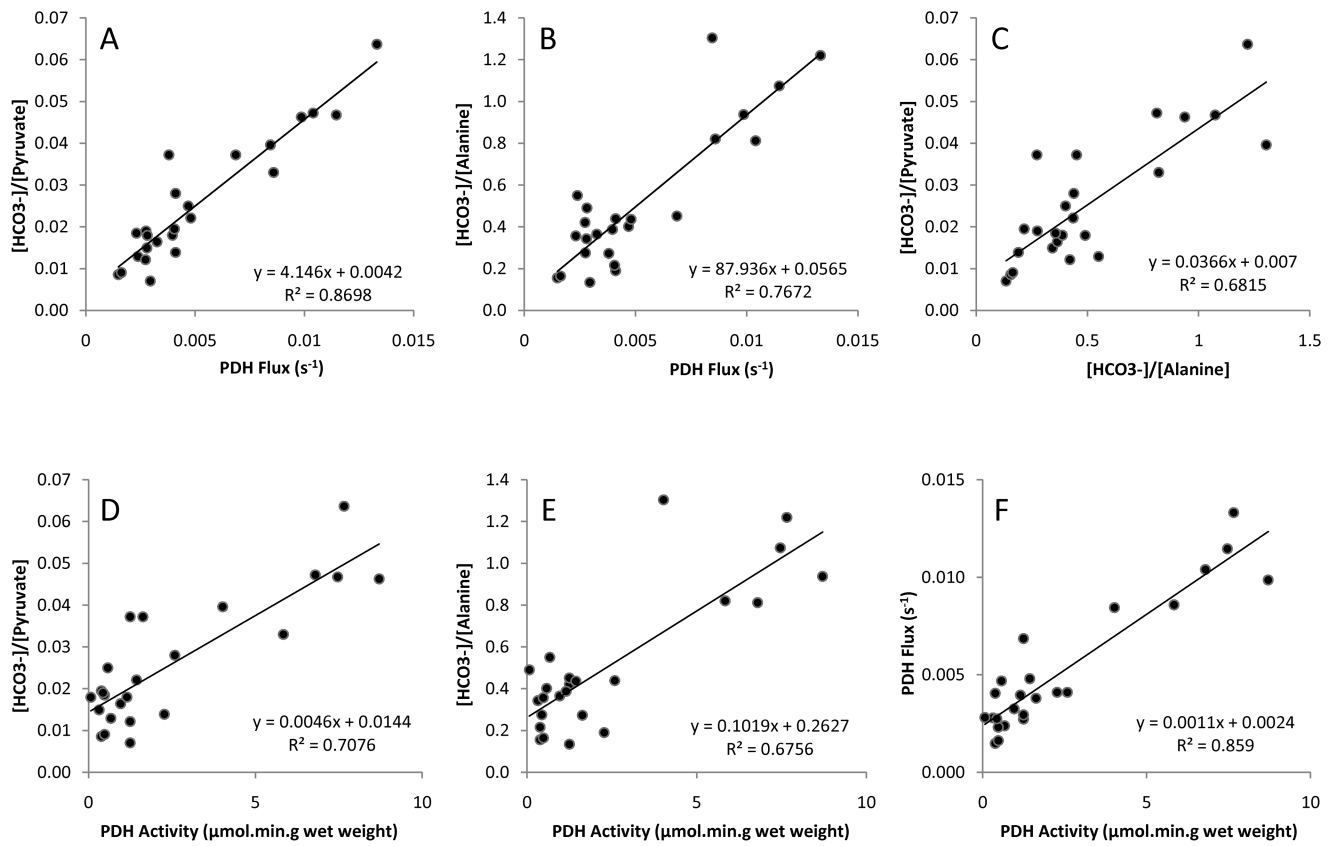 A
[HCO3-]/[Pyruvate]
0.07
0.06
0.05
0.04
0.03
0.02
0.01
0.00
y = 4.146x + 0.0042
R² = 0.8698
0 0.005 0.01 0.015
PDH Flux (s⁻¹)
B
[HCO3-]/[Alanine]
1.4
1.2
1.0
0.8
0.6
0.4
0.2
0.0
y = 87.936x + 0.0565
R² = 0.7672
0 0.005 0.01 0.015
PDH Flux (s⁻¹)
C
[HCO3-]/[Pyruvate]
0.07
0.06
0.05
0.04
0.03
0.02
0.01
0.00
y = 0.0366x + 0.007
R² = 0.6815
0 0.5 1 1.5
[HCO3-]/[Alanine]
D
[HCO3-]/[Pyruvate]
0.07
0.06
0.05
0.04
0.03
0.02
0.01
0.00
y = 0.0046x + 0.0144
R² = 0.7076
0 5 10
PDH Activity (μmol.min.g wet weight)
E
[HCO3-]/[Alanine]
1.4
1.2
1.0
0.8
0.6
0.4
0.2
0.0
y = 0.1019x + 0.2627
R² = 0.6756
0 5 10
PDH Activity (μmol.min.g wet weight)
F
PDH Flux (s⁻¹)
0.015
0.010
0.005
0.000
y = 0.0011x + 0.0024
R² = 0.859
0 5 10
PDH Activity (μmol.min.g wet weight)